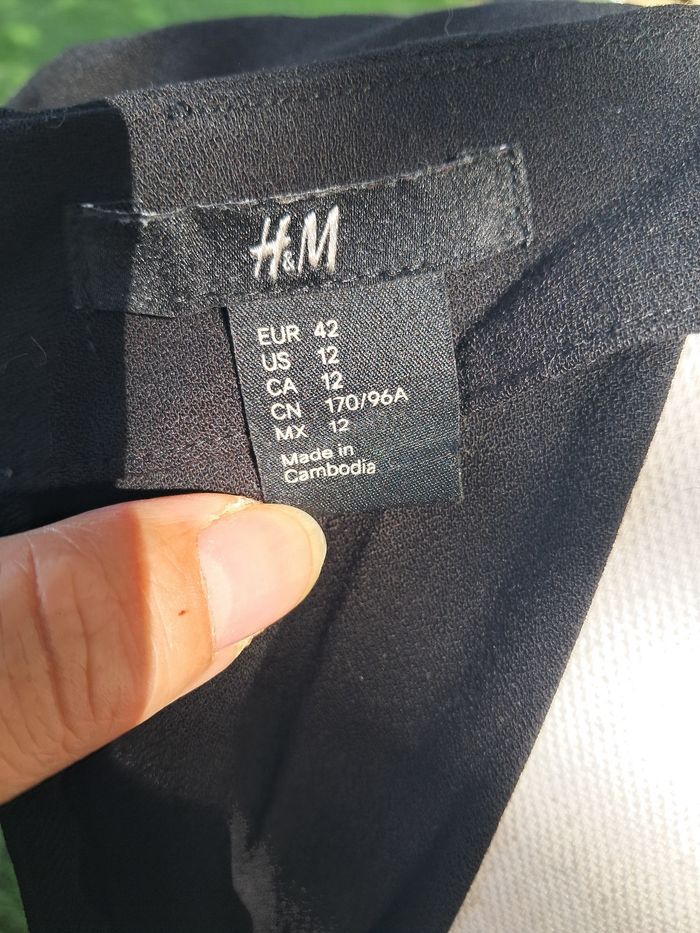 H&M
EUR 42
US 12
CA 12
CN 170/96A
MX 12
Made in
Cambodia